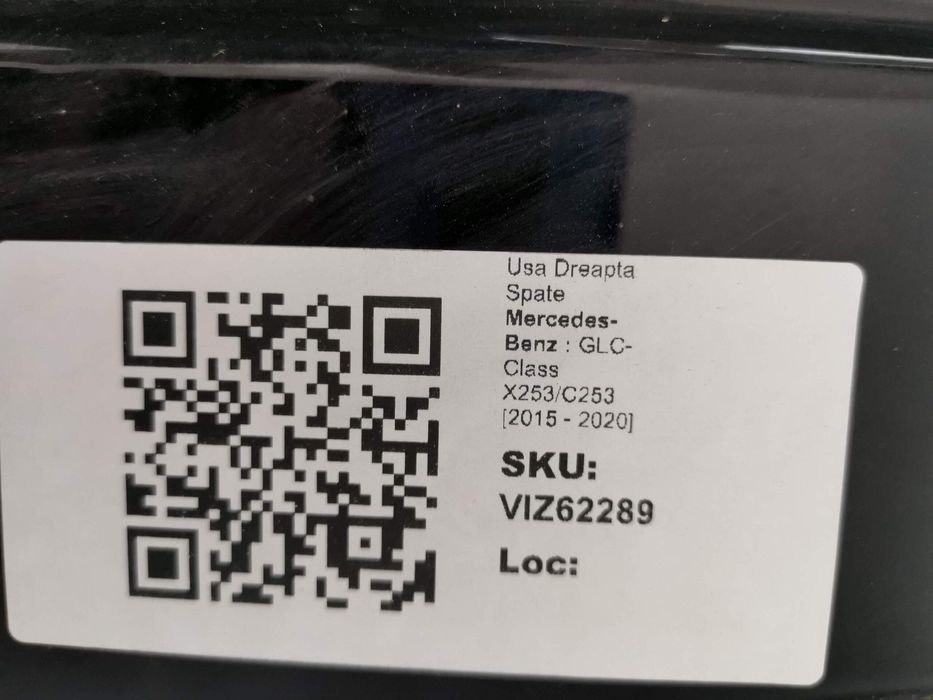 Usa Dreapta
Spate
Mercedes-
Benz : GLC-
Class
X253/C253
[2015 - 2020]
SKU:
VIZ62289
Loc: